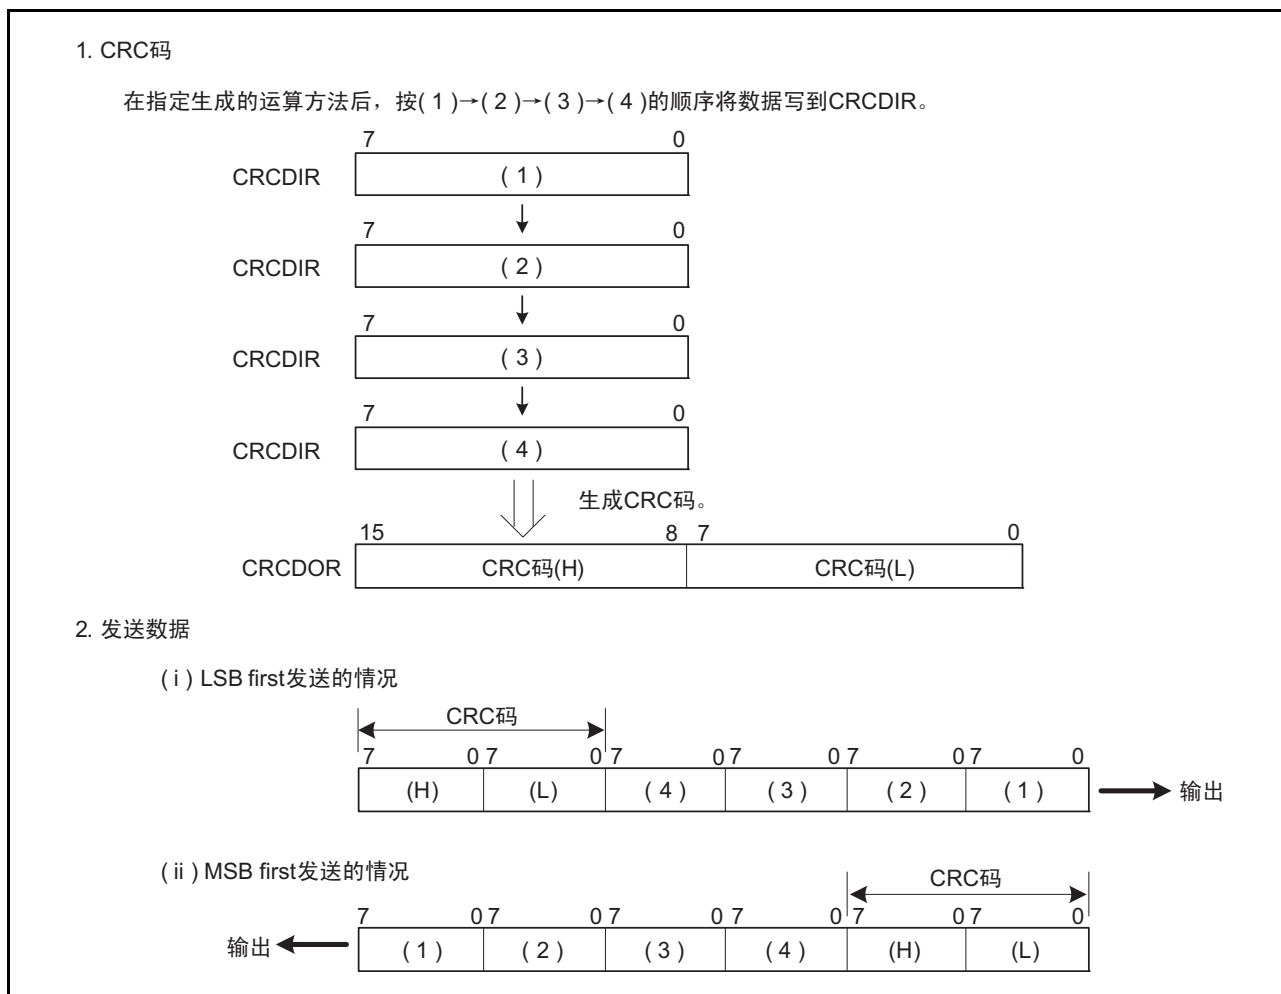 1. CRC码
在指定生成的运算方法后，按( 1 )→( 2 )→( 3 )→( 4 )的顺序将数据写到CRCDIR。
7 0
CRCDIR ( 1 )
7 0
CRCDIR ( 2 )
7 0
CRCDIR ( 3 )
7 0
CRCDIR ( 4 )
生成CRC码。
15 8 7 0
CRCDOR CRC码(H) CRC码(L)
2. 发送数据
( i ) LSB first发送的情况
CRC码
7 0 7 0 7 0 7 0 7 0 7 0
(H) (L) ( 4 ) ( 3 ) ( 2 ) ( 1 ) 输出
( ii ) MSB first发送的情况
CRC码
7 0 7 0 7 0 7 0 7 0 7 0
输出 ( 1 ) ( 2 ) ( 3 ) ( 4 ) (H) (L)